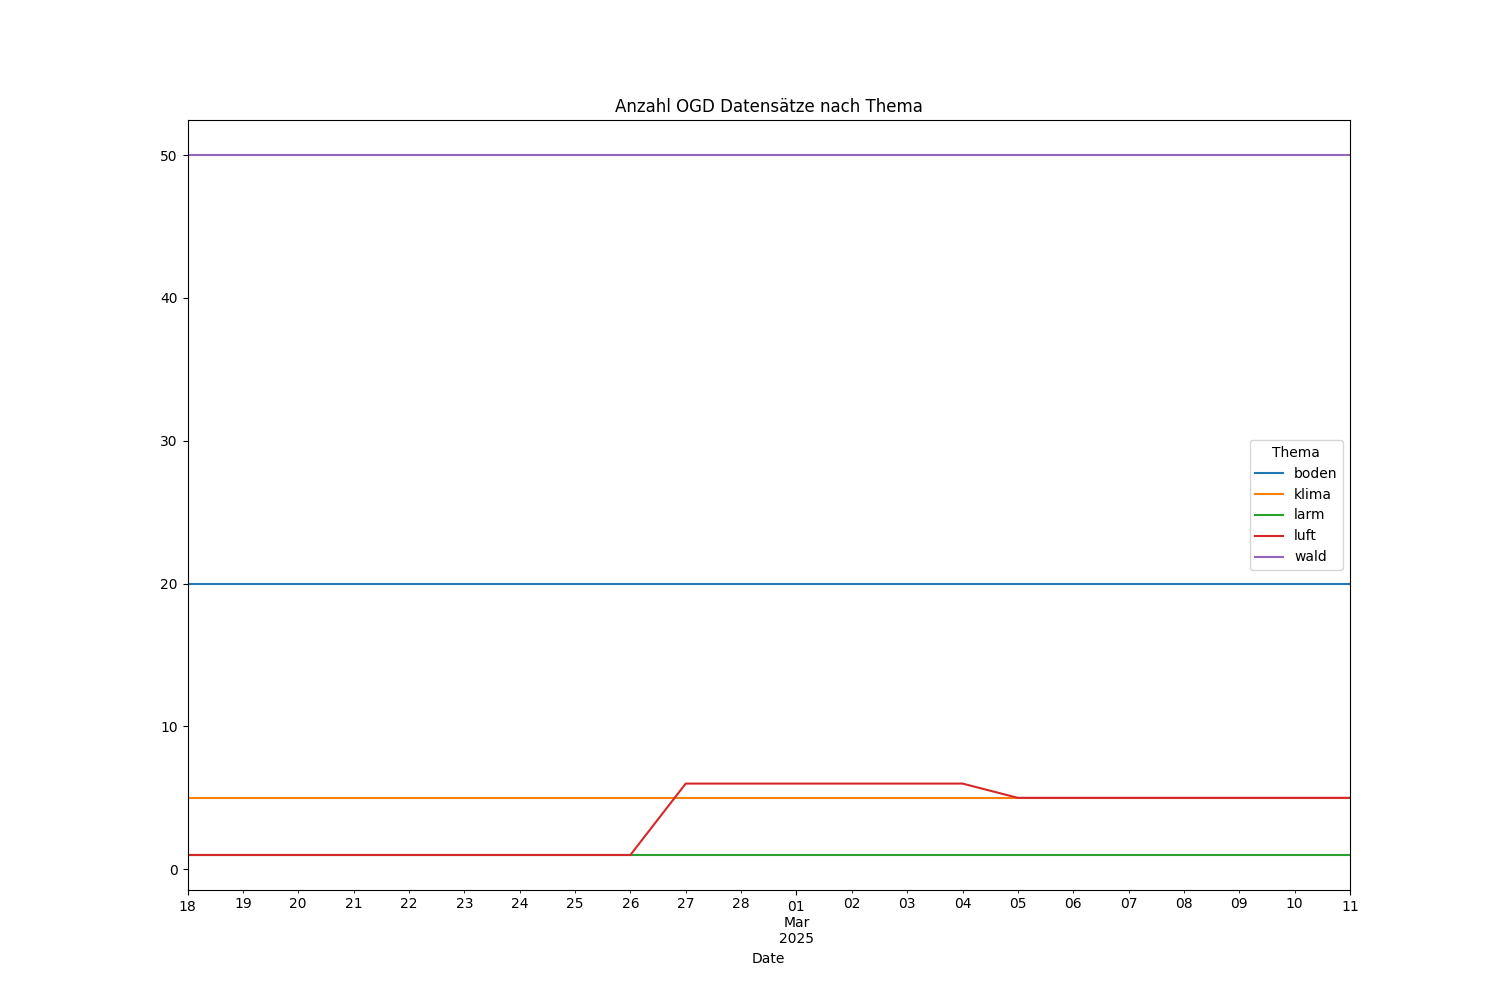 Anzahl OGD Datensätze nach Thema
50
40
30
20
10
0
Thema
boden
klima
larm
luft
wald
18 19 20 21 22 23 24 25 26 27 28 01 02 03 04 05 06 07 08 09 10 11
Mar
2025
Date